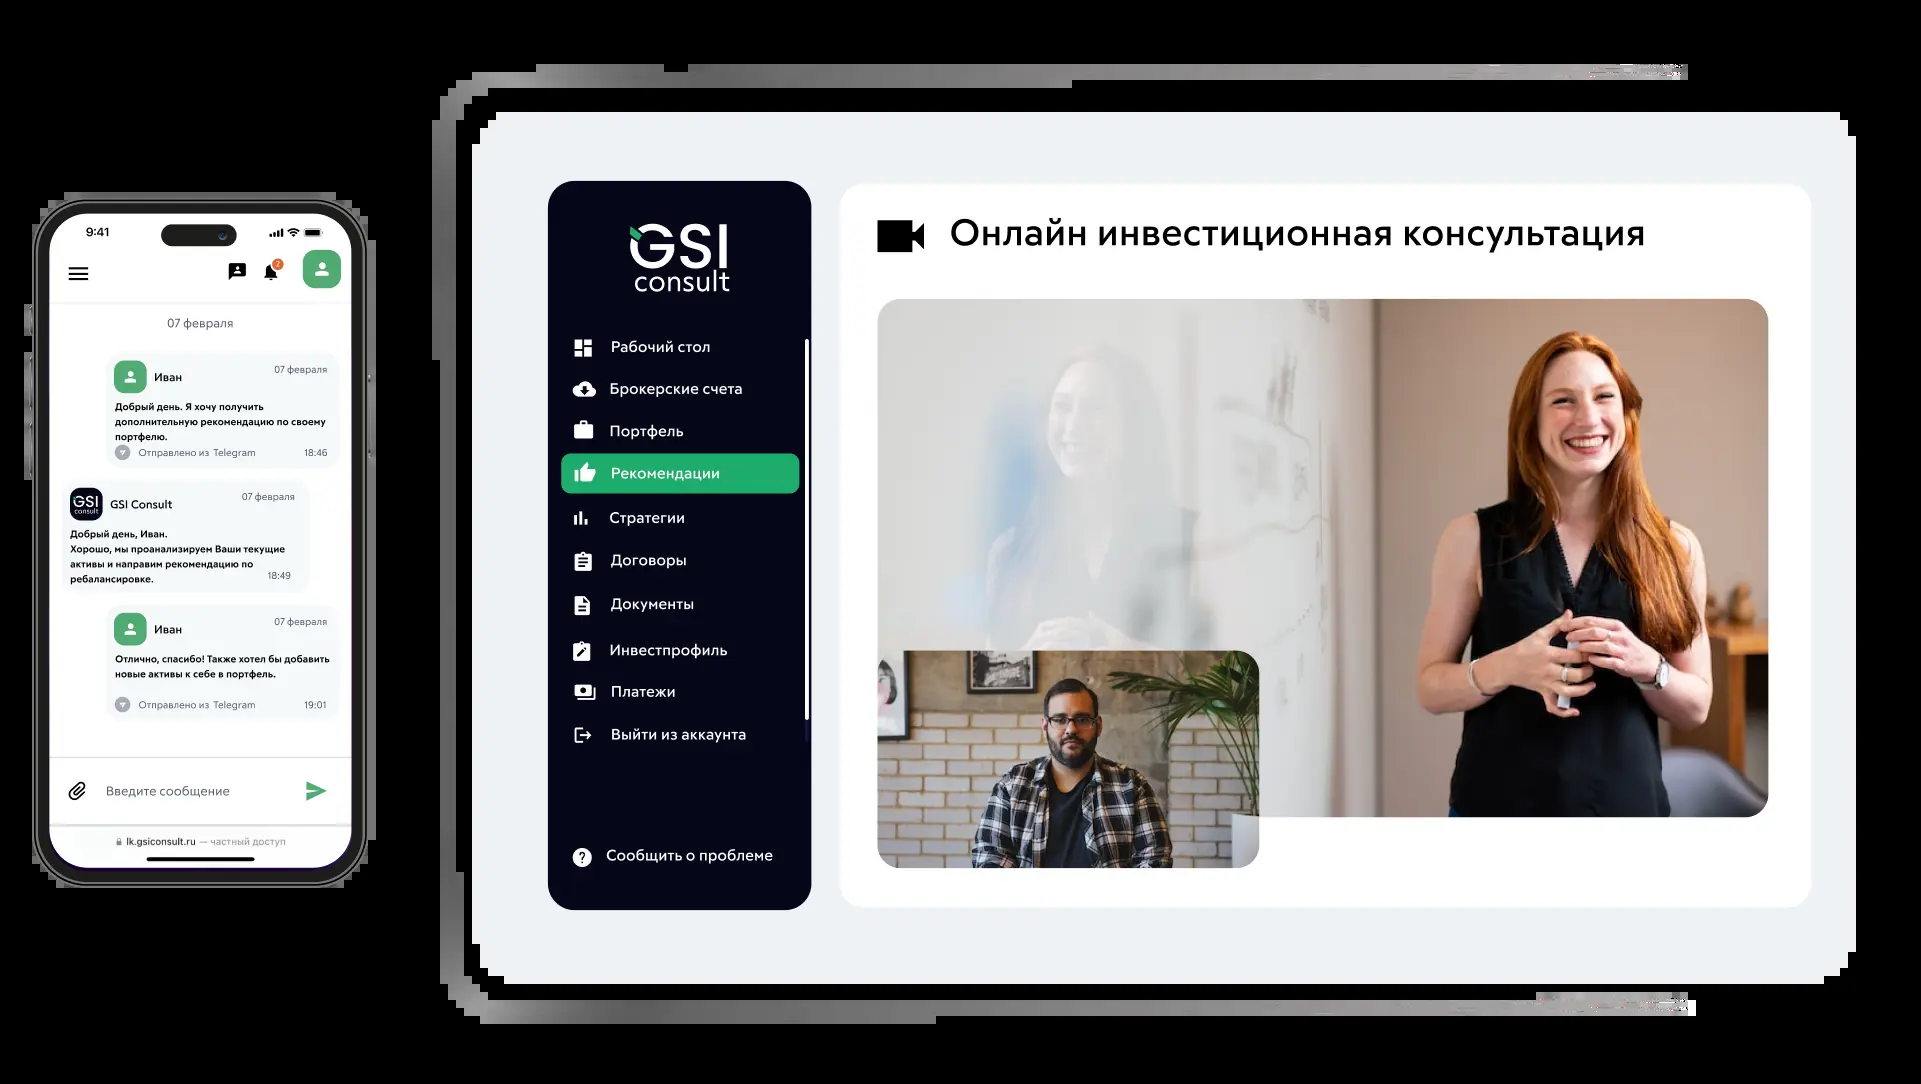 9:41
2
07 февраля
Иван
07 февраля
Добрый день. Я хочу получить
дополнительную рекомендацию по своему
портфелю.
Отправлено из Telegram
18:46
GSI
consult
GSI Consult
07 февраля
Добрый день, Иван.
Хорошо, мы проанализируем Ваши текущие
активы и направим рекомендацию по
ребалансировке.
18:49
Иван
07 февраля
Отлично, спасибо! Также хотел бы добавить
новые активы к себе в портфель.
Отправлено из Telegram
19:01
Введите сообщение
lk.gsiconsult.ru — частный доступ
GSI
consult
Рабочий стол
Брокерские счета
Портфель
Рекомендации
Стратегии
Договоры
Документы
Инвестпрофиль
Платежи
Выйти из аккаунта
Сообщить о проблеме
Онлайн инвестиционная консультация